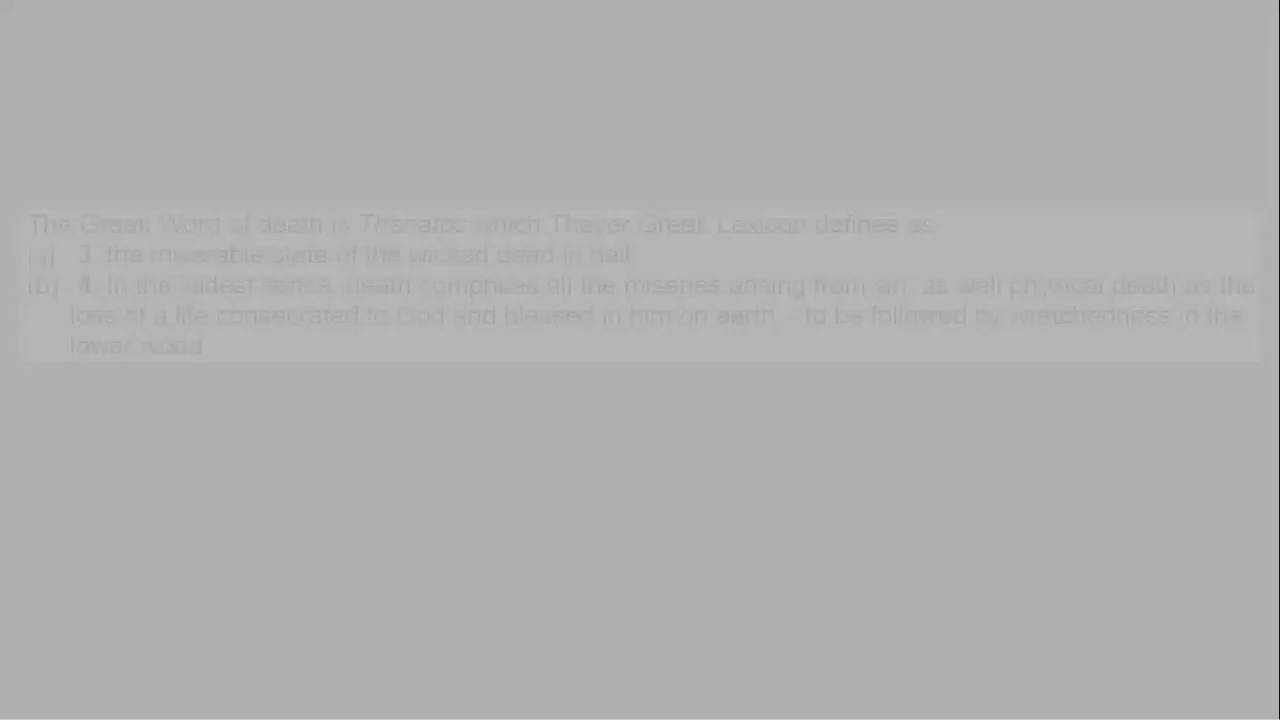 The Greek Word of death is Thanatos which Thayer Greek Lexicon defines as:
(a) 3. the miserable state of the wicked dead in hell
(b) 4. In the widest sense, death comprises all the miseries arising from sin, as well physical death as the
loss of a life consecrated to God and blessed in him on earth - to be followed by wretchedness in the
lower world